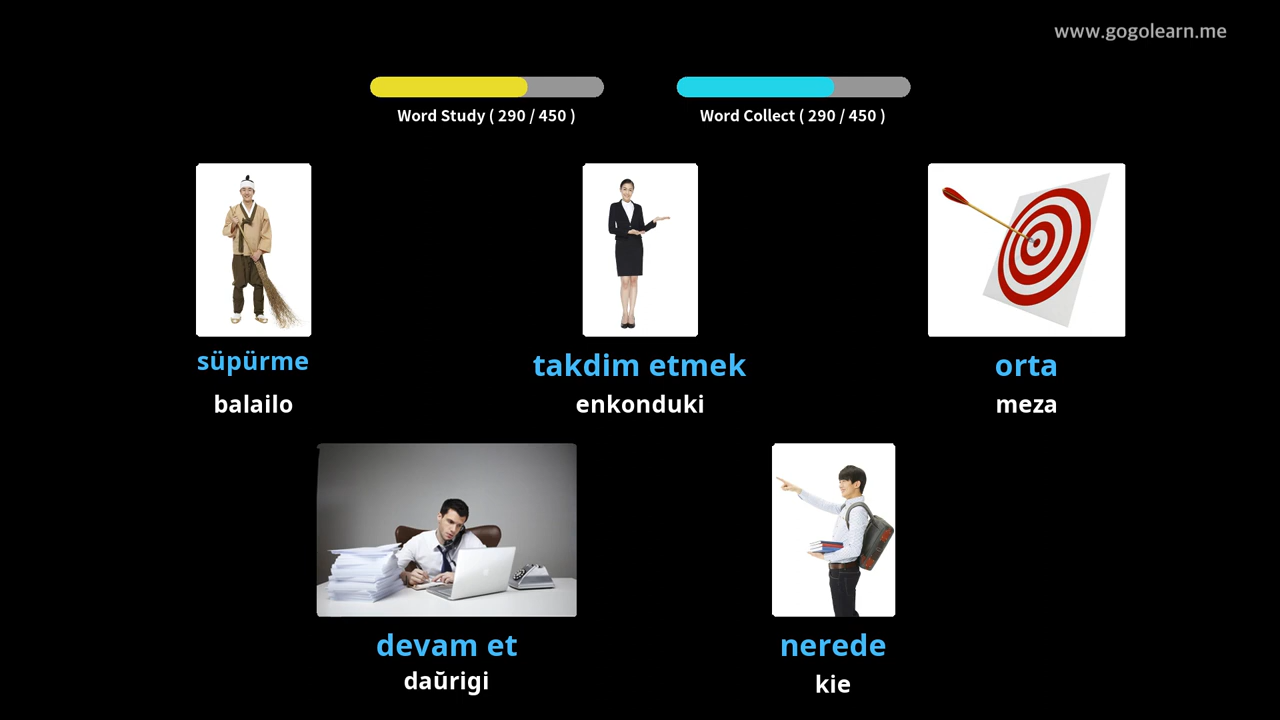 www.gogolearn.me
Word Study ( 290 / 450 )
Word Collect ( 290 / 450 )
süpürme
takdim etmek
orta
balailo
enkonduki
meza
devam et
nerede
daŭrigi
kie